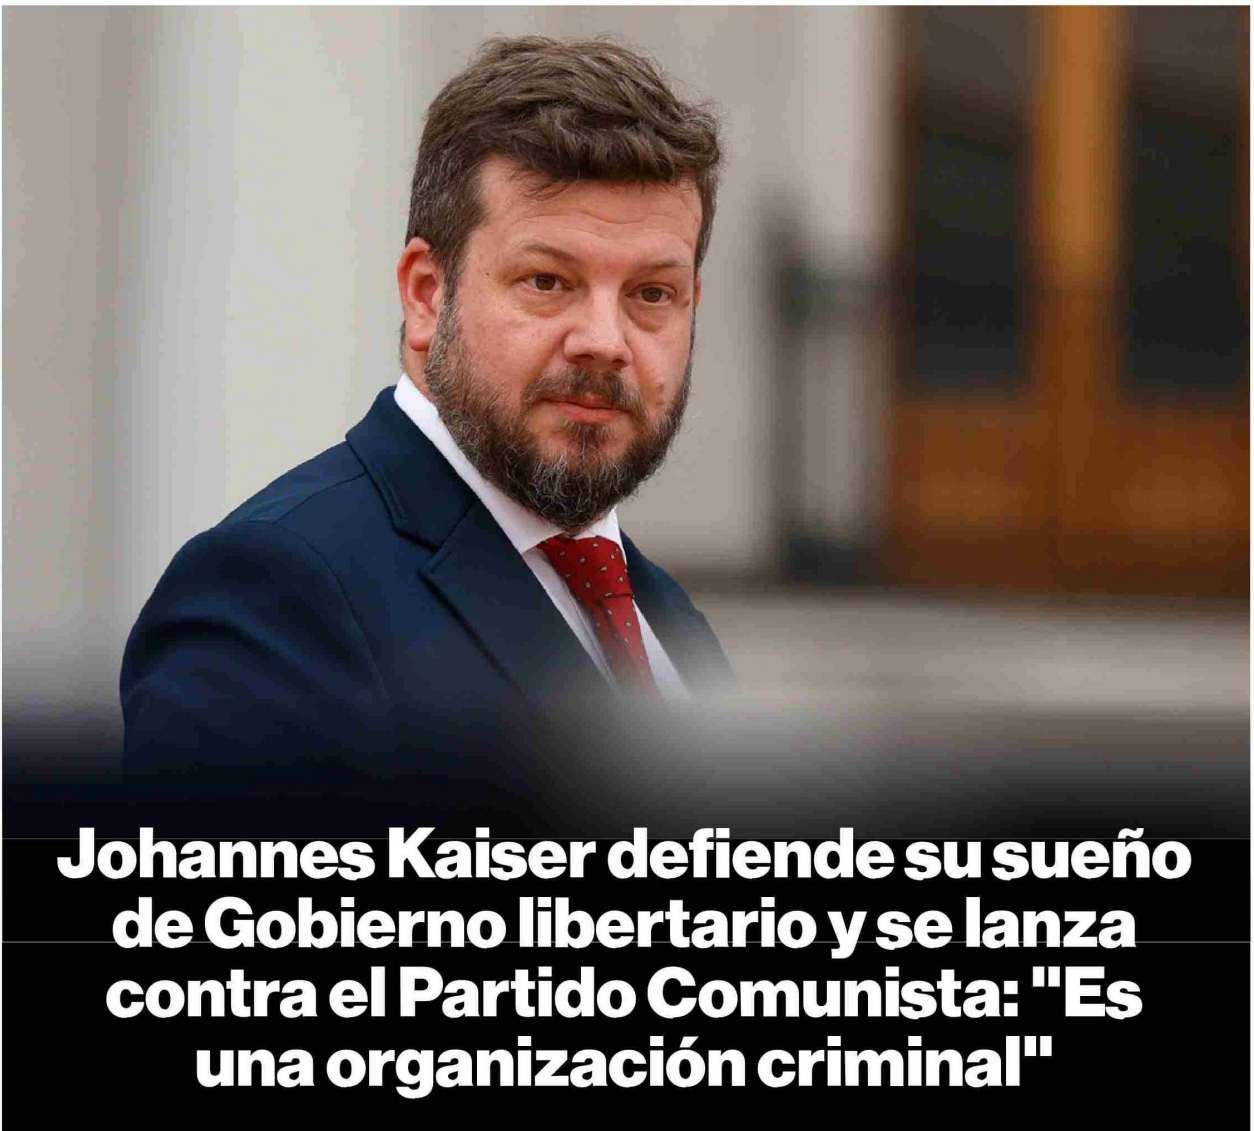 Johannes Kaiser defiende su sueño
de Gobierno libertario y se lanza
contra el Partido Comunista: "Es
una organización criminal"